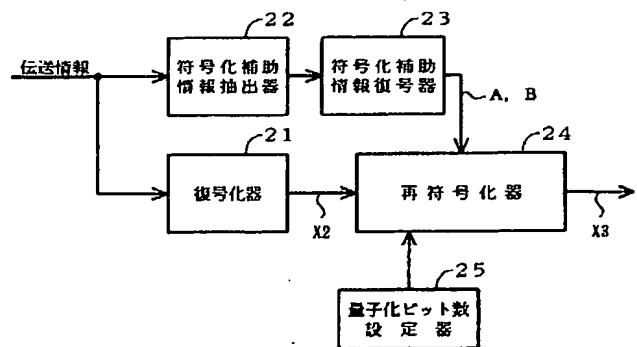 伝送情報
22
符号化補助
情報抽出器
23
符号化補助
情報復号器
A, B
21
復号化器
X2
24
再符号化器
X3
25
量子化ビット数
設定器